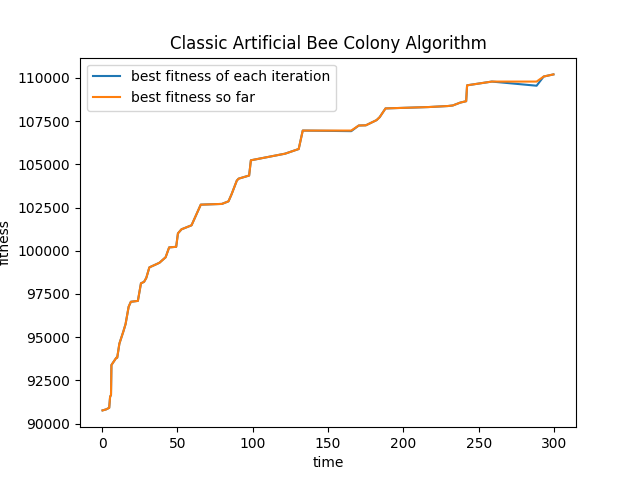 Classic Artificial Bee Colony Algorithm
best fitness of each iteration
best fitness so far
110000
107500
105000
102500
100000
97500
95000
92500
90000
fitness
0 50 100 150 200 250 300
time